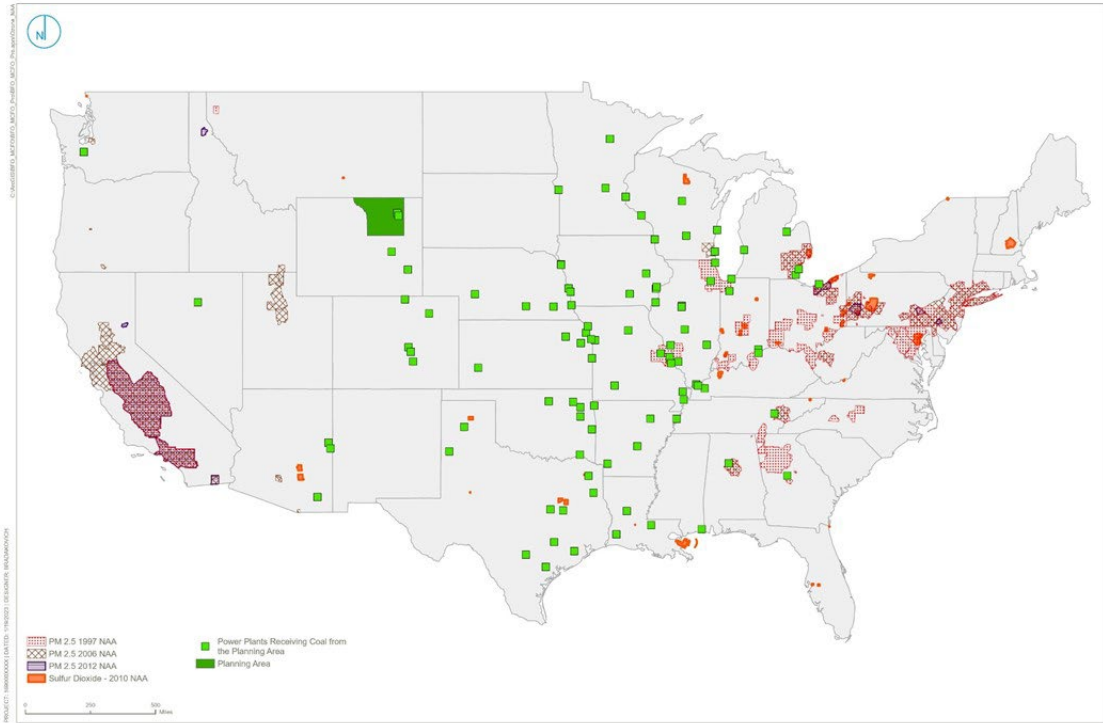 N
PM 2.5 1997 NAA
PM 2.5 2006 NAA
PM 2.5 2012 NAA
Sulfur Dioxide - 2010 NAA
Power Plants Receiving Coal from
the Planning Area
Planning Area
0 250 500
Miles